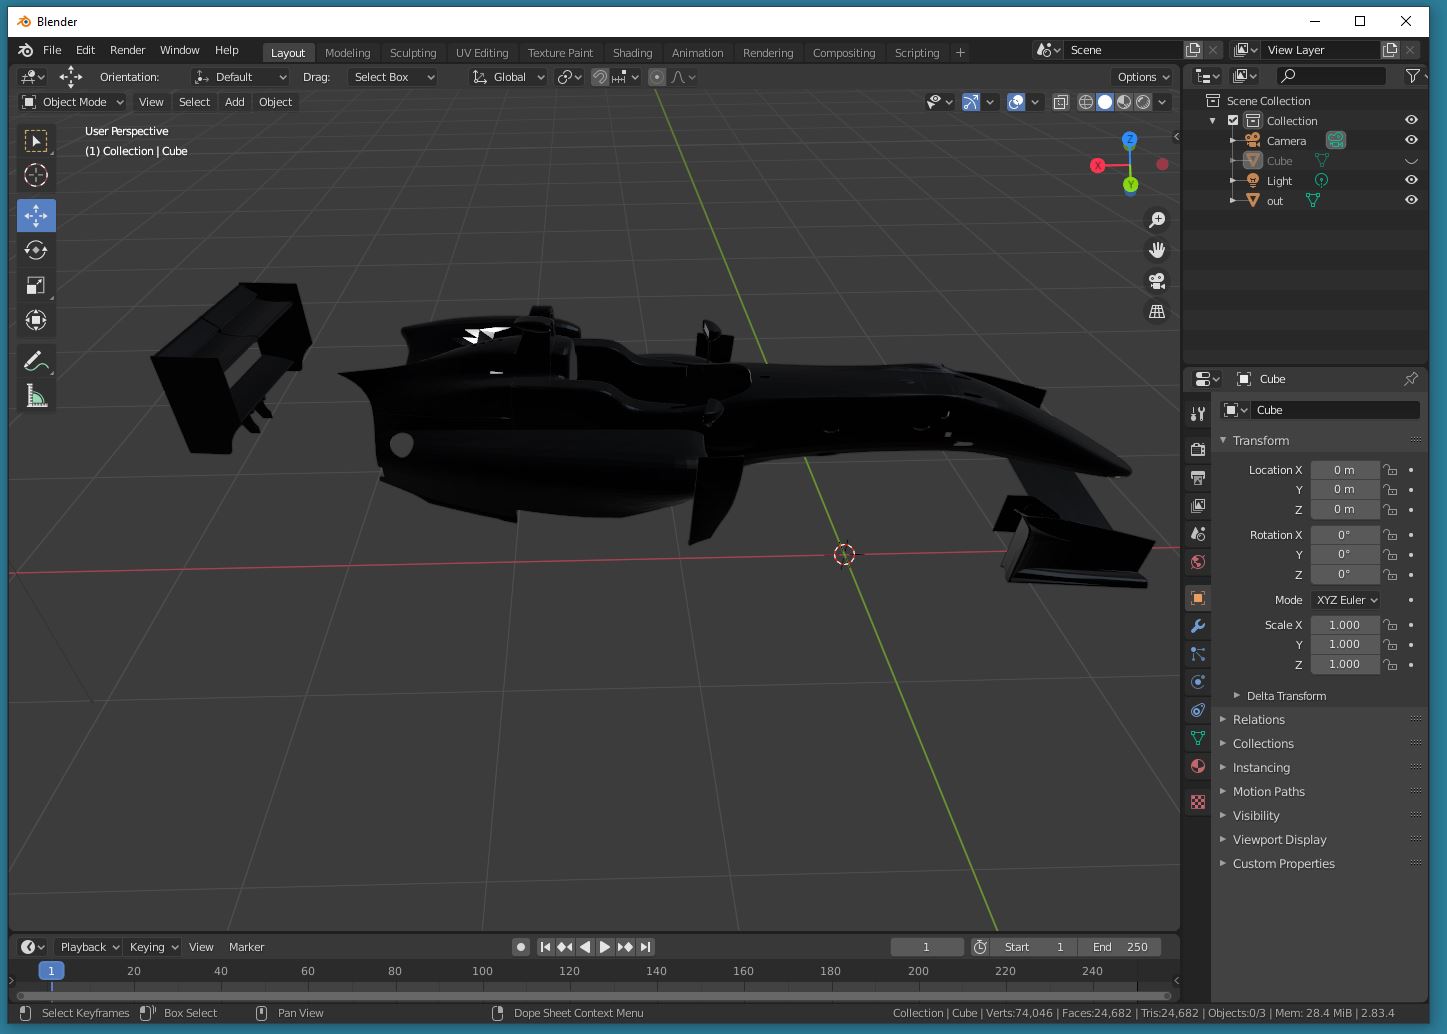 Blender
File Edit Render Window Help Layout Modeling Sculpting UV Editing Texture Paint Shading Animation Rendering Compositing Scripting + Scene View Layer
Orientation: Default Drag: Select Box Global Options
Object Mode View Select Add Object
User Perspective
(1) Collection | Cube
Z
X
Y
Scene Collection
Collection
Camera
Cube
Light
out
Cube
Cube
Transform
Location X 0 m
Y 0 m
Z 0 m
Rotation X 0°
Y 0°
Z 0°
Mode XYZ Euler
Scale X 1.000
Y 1.000
Z 1.000
Delta Transform
Relations
Collections
Instancing
Motion Paths
Visibility
Viewport Display
Custom Properties
Playback Keying View Marker 1 Start 1 End 250
1 20 40 60 80 100 120 140 160 180 200 220 240
Select Keyframes Box Select Pan View Dope Sheet Context Menu Collection | Cube | Verts:74,046 | Faces:24,682 | Tris:24,682 | Objects:0/3 | Mem: 28.4 MiB | 2.83.4